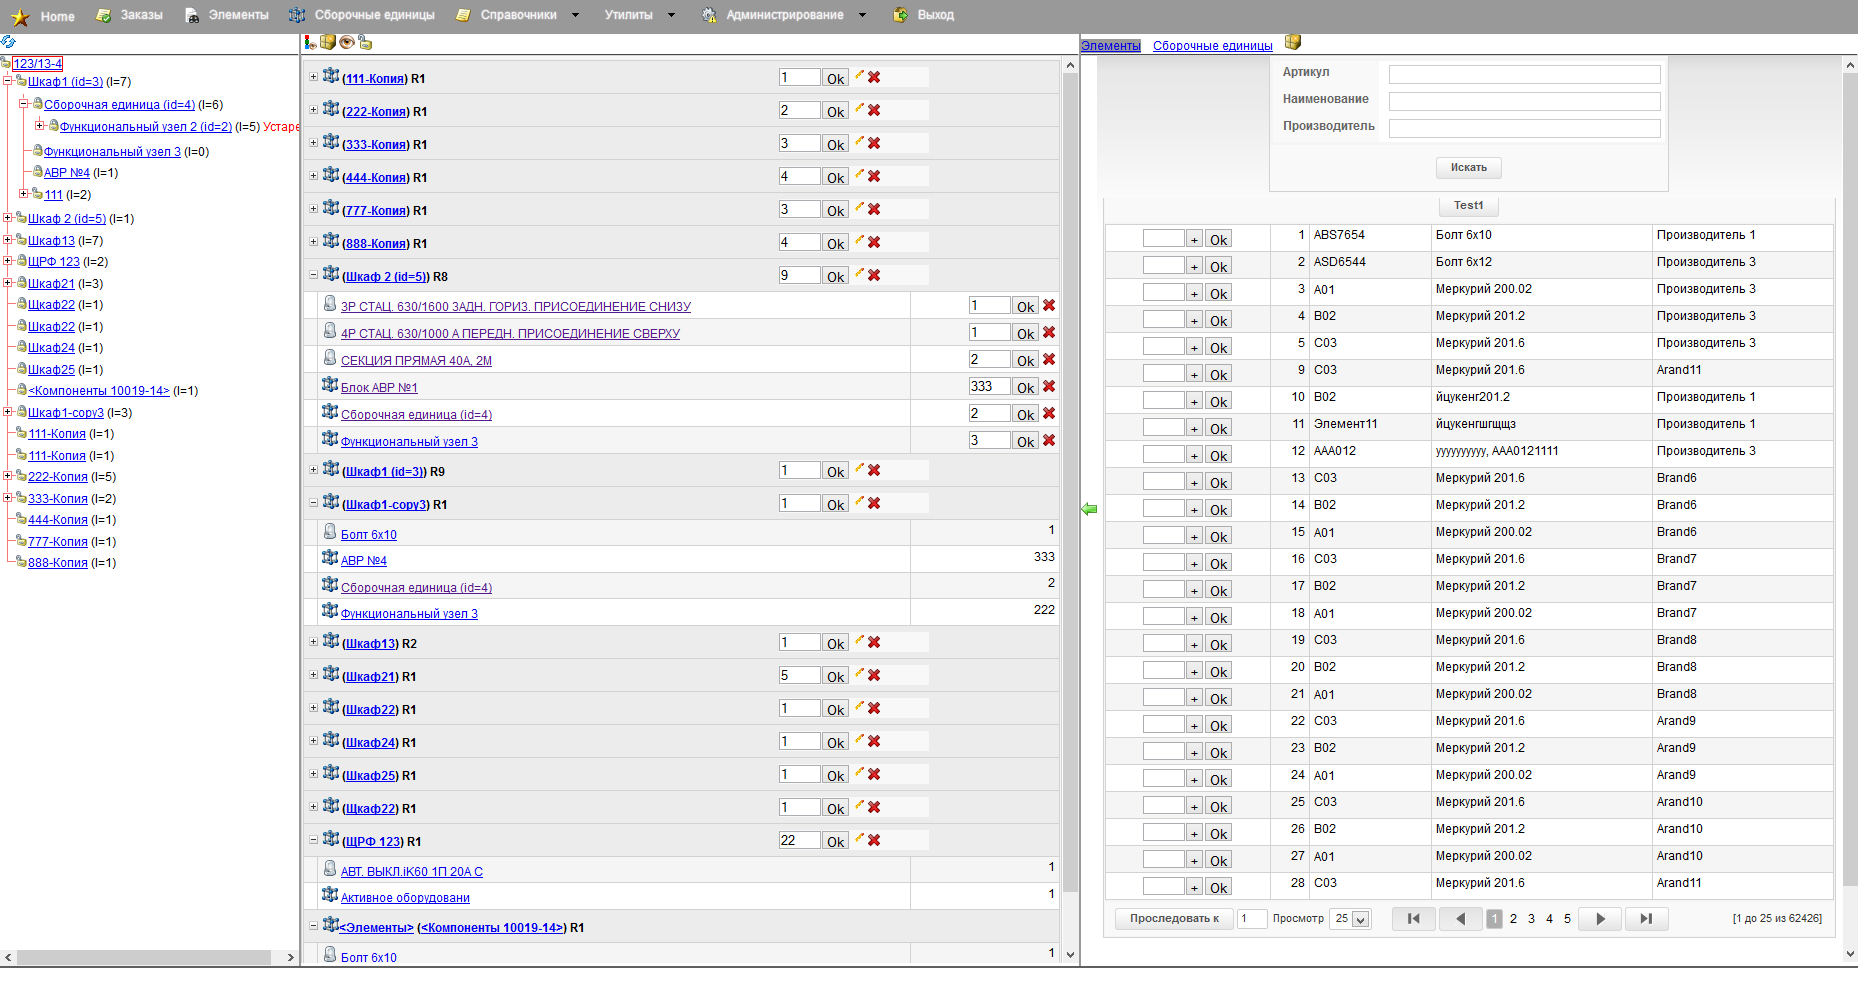 Home Заказы Элементы Сборочные единицы Справочники Утилиты Администрирование Выход
123/13-4
Шкаф1 (id=3) (I=7)
Сборочная единица (id=4) (I=6)
Функциональный узел 2 (id=2) (I=5) Устаре
Функциональный узел 3 (I=0)
АВР №4 (I=1)
111 (I=2)
Шкаф 2 (id=5) (I=1)
Шкаф13 (I=7)
ЩРФ 123 (I=2)
Шкаф21 (I=3)
Щкаф22 (I=1)
Шкаф22 (I=1)
Шкаф24 (I=1)
Шкаф25 (I=1)
<Компоненты 10019-14> (I=1)
Шкаф1-copy3 (I=3)
111-Копия (I=1)
111-Копия (I=1)
222-Копия (I=5)
333-Копия (I=2)
444-Копия (I=1)
777-Копия (I=1)
888-Копия (I=1)
(111-Копия) R1 1 Ok
(222-Копия) R1 2 Ok
(333-Копия) R1 3 Ok
(444-Копия) R1 4 Ok
(777-Копия) R1 3 Ok
(888-Копия) R1 4 Ok
(Шкаф 2 (id=5)) R8 9 Ok
3Р СТАЦ. 630/1600 ЗАДН. ГОРИЗ. ПРИСОЕДИНЕНИЕ СНИЗУ 1 Ok
4Р СТАЦ. 630/1000 А ПЕРЕДН. ПРИСОЕДИНЕНИЕ СВЕРХУ 1 Ok
СЕКЦИЯ ПРЯМАЯ 40А, 2М 2 Ok
Блок АВР №1 333 Ok
Сборочная единица (id=4) 2 Ok
Функциональный узел 3 3 Ok
(Шкаф1 (id=3)) R9 1 Ok
(Шкаф1-copy3) R1 1 Ok
Болт 6х10 1
АВР №4 333
Сборочная единица (id=4) 2
Функциональный узел 3 222
(Шкаф13) R2 1 Ok
(Шкаф21) R1 5 Ok
(Шкаф22) R1 1 Ok
(Шкаф24) R1 1 Ok
(Шкаф25) R1 1 Ok
(Щкаф22) R1 1 Ok
(ЩРФ 123) R1 22 Ok
АВТ. ВЫКЛ.iK60 1П 20А С 1
Активное оборудовани 1
<Элементы> (<Компоненты 10019-14>) R1
Болт 6х10 1
Элементы Сборочные единицы
Артикул
Наименование
Производитель
Искать
Test1
+ Ok 1 ABS7654 Болт 6х10 Производитель 1
+ Ok 2 ASD6544 Болт 6х12 Производитель 3
+ Ok 3 A01 Меркурий 200.02 Производитель 3
+ Ok 4 B02 Меркурий 201.2 Производитель 3
+ Ok 5 C03 Меркурий 201.6 Производитель 3
+ Ok 9 C03 Меркурий 201.6 Arand11
+ Ok 10 B02 йцукенг201.2 Производитель 1
+ Ok 11 Элемент11 йцукенгшгщщз Производитель 1
+ Ok 12 AAA012 уууууууууу, AAA0121111 Производитель 3
+ Ok 13 C03 Меркурий 201.6 Brand6
+ Ok 14 B02 Меркурий 201.2 Brand6
+ Ok 15 A01 Меркурий 200.02 Brand6
+ Ok 16 C03 Меркурий 201.6 Brand7
+ Ok 17 B02 Меркурий 201.2 Brand7
+ Ok 18 A01 Меркурий 200.02 Brand7
+ Ok 19 C03 Меркурий 201.6 Brand8
+ Ok 20 B02 Меркурий 201.2 Brand8
+ Ok 21 A01 Меркурий 200.02 Brand8
+ Ok 22 C03 Меркурий 201.6 Arand9
+ Ok 23 B02 Меркурий 201.2 Arand9
+ Ok 24 A01 Меркурий 200.02 Arand9
+ Ok 25 C03 Меркурий 201.6 Arand10
+ Ok 26 B02 Меркурий 201.2 Arand10
+ Ok 27 A01 Меркурий 200.02 Arand10
+ Ok 28 C03 Меркурий 201.6 Arand11
Проследовать к 1 Просмотр 25 1 2 3 4 5 [1 до 25 из 62426]